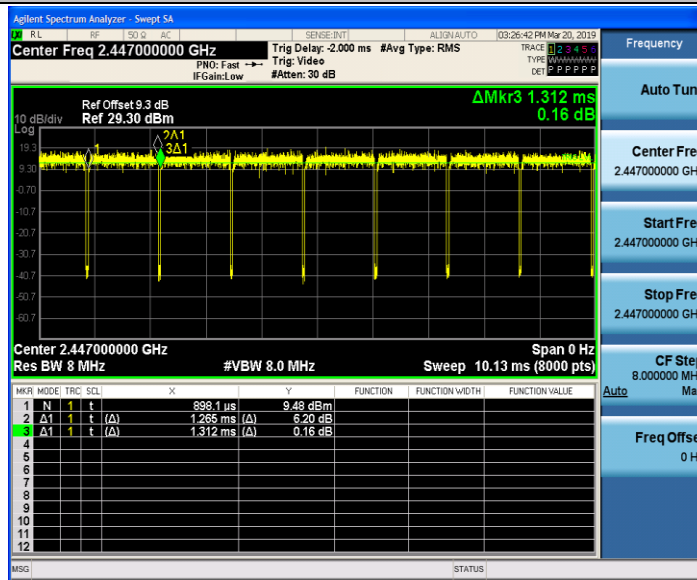 Agilent Spectrum Analyzer - Swept SA
RL RF 50 Ω AC SENSE:INT ALIGN AUTO 03:26:42 PM Mar 20, 2019
Center Freq 2.447000000 GHz
PNO: Fast
IFGain:Low
Trig Delay: -2.000 ms
Trig: Video
#Atten: 30 dB
#Avg Type: RMS
TRACE 1 2 3 4 5 6
TYPE WWWWWW
DET P P P P P P
Frequency
Auto Tun
ΔMkr3 1.312 ms
0.16 dB
Ref Offset 9.3 dB
10 dB/div Ref 29.30 dBm
Log
19.3
9.30
-0.70
-10.7
-20.7
-30.7
-40.7
-50.7
-60.7
1
2Δ1
3Δ1
Center Fre
2.447000000 GH
Start Fre
2.447000000 GH
Stop Fre
2.447000000 GH
Center 2.447000000 GHz Span 0 Hz
Res BW 8 MHz #VBW 8.0 MHz Sweep 10.13 ms (8000 pts)
CF Ste
8.000000 MH
Auto Ma
Freq Offse
0 H
MKR MODE TRC SCL X Y FUNCTION FUNCTION WIDTH FUNCTION VALUE
1 N 1 t 898.1 µs 9.48 dBm
2 Δ1 1 t (Δ) 1.265 ms (Δ) 6.20 dB
3 Δ1 1 t (Δ) 1.312 ms (Δ) 0.16 dB
4
5
6
7
8
9
10
11
12
MSG STATUS